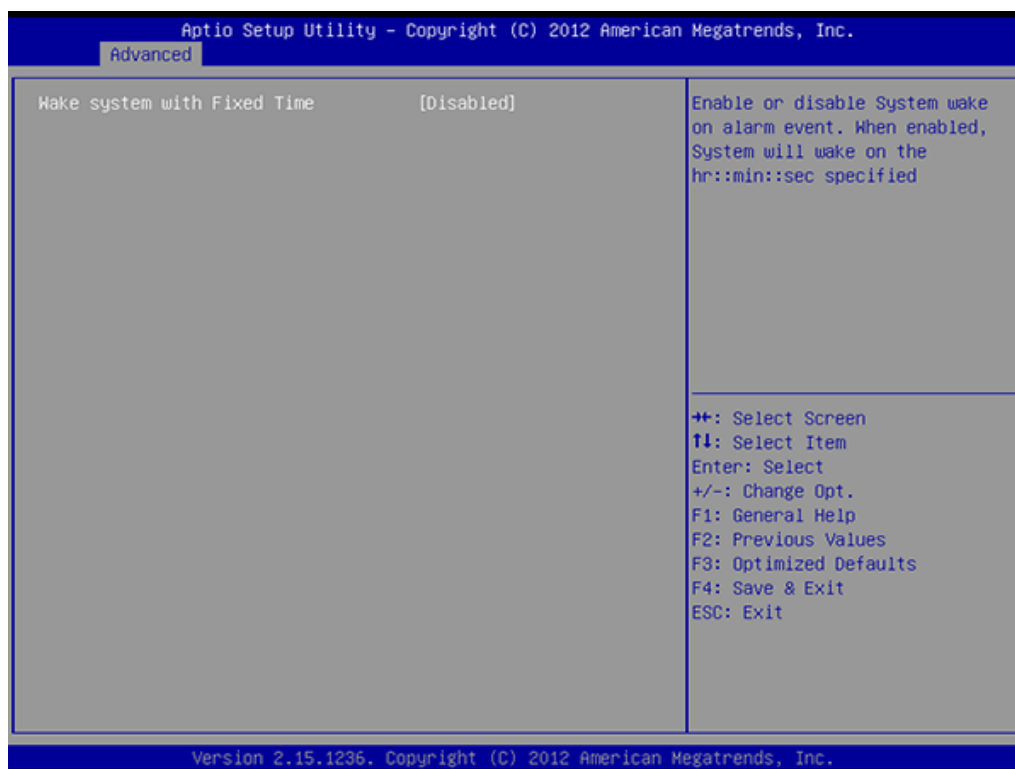 Aptio Setup Utility – Copyright (C) 2012 American Megatrends, Inc.
Advanced
Wake system with Fixed Time [Disabled]
Enable or disable System wake
on alarm event. When enabled,
System will wake on the
hr::min::sec specified
→←: Select Screen
↑↓: Select Item
Enter: Select
+/-: Change Opt.
F1: General Help
F2: Previous Values
F3: Optimized Defaults
F4: Save & Exit
ESC: Exit
Version 2.15.1236. Copyright (C) 2012 American Megatrends, Inc.